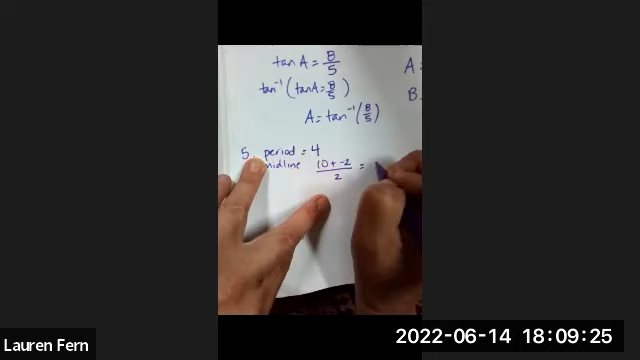 tan A = 8/5
A =
tan⁻¹ (tan A = 8/5)
B
A = tan⁻¹ (8/5)
5. period = 4
midline (10 + -2)/2 =
Lauren Fern
2022-06-14 18:09:25